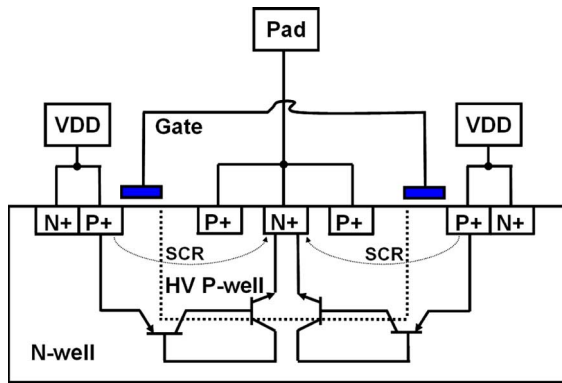 Pad
VDD
Gate
VDD
N+ P+ P+ N+ P+ P+ N+
SCR SCR
HV P-well
N-well